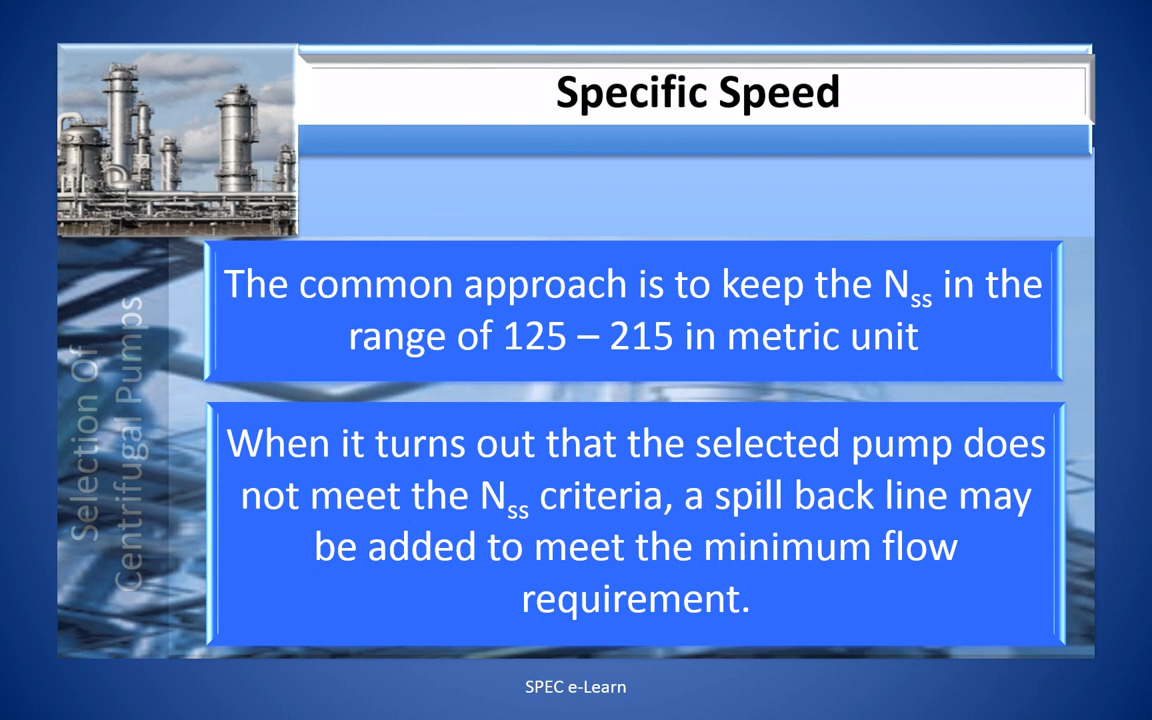 Specific Speed
The common approach is to keep the Nss in the
range of 125 – 215 in metric unit
When it turns out that the selected pump does
not meet the Nss criteria, a spill back line may
be added to meet the minimum flow
requirement.
Selection Of
Centrifugal Pumps
SPEC e-Learn